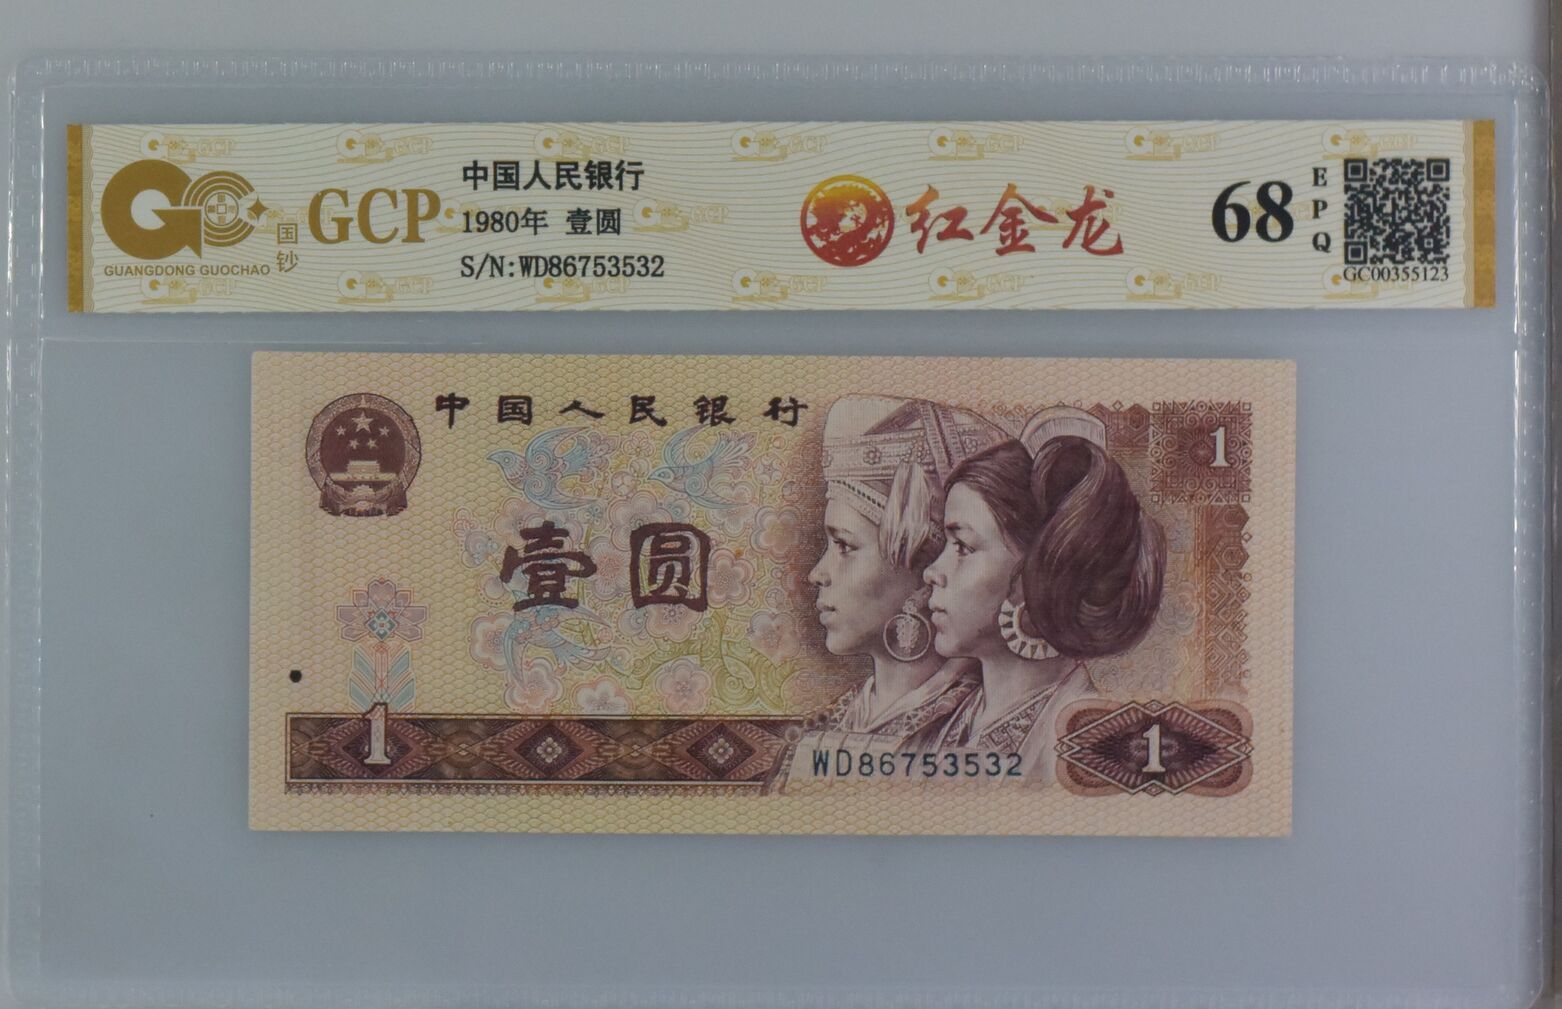 GCP
国钞
GUANGDONG GUOCHAO
中国人民银行
1980年 壹圆
S/N:WD86753532
红金龙
68
EPQ
GC00355123
中国人民银行
1
壹圆
1
WD86753532
1